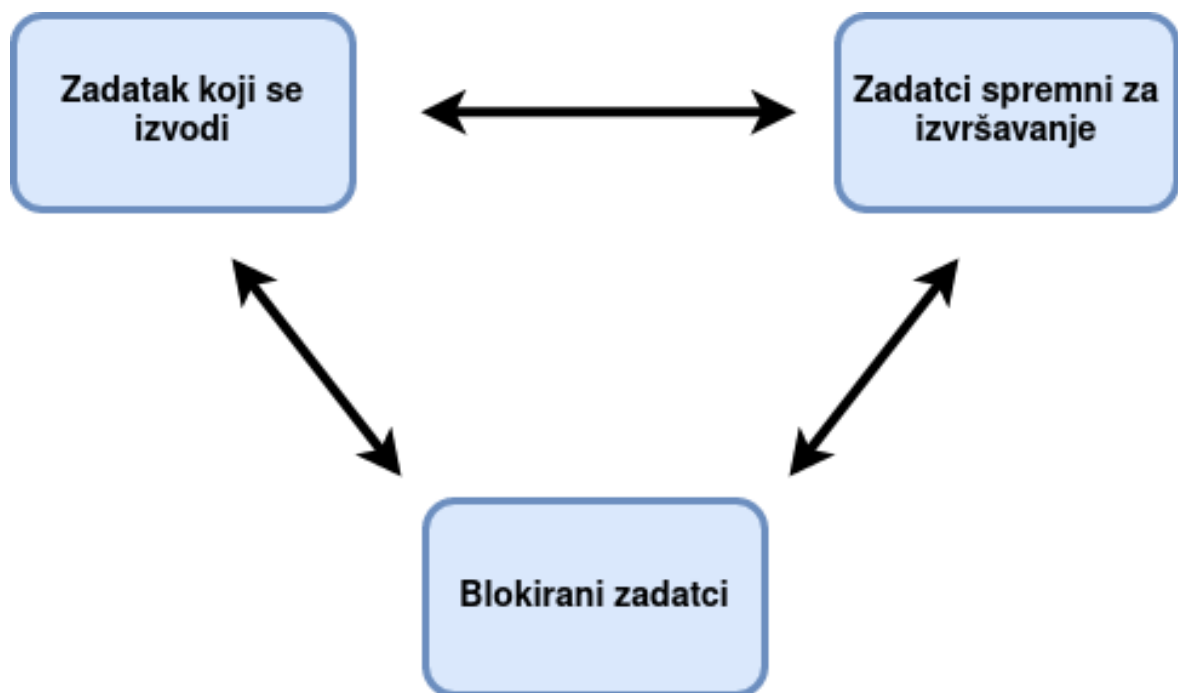 Zadatak koji se
izvodi
Zadatci spremni za
izvršavanje
Blokirani zadatci